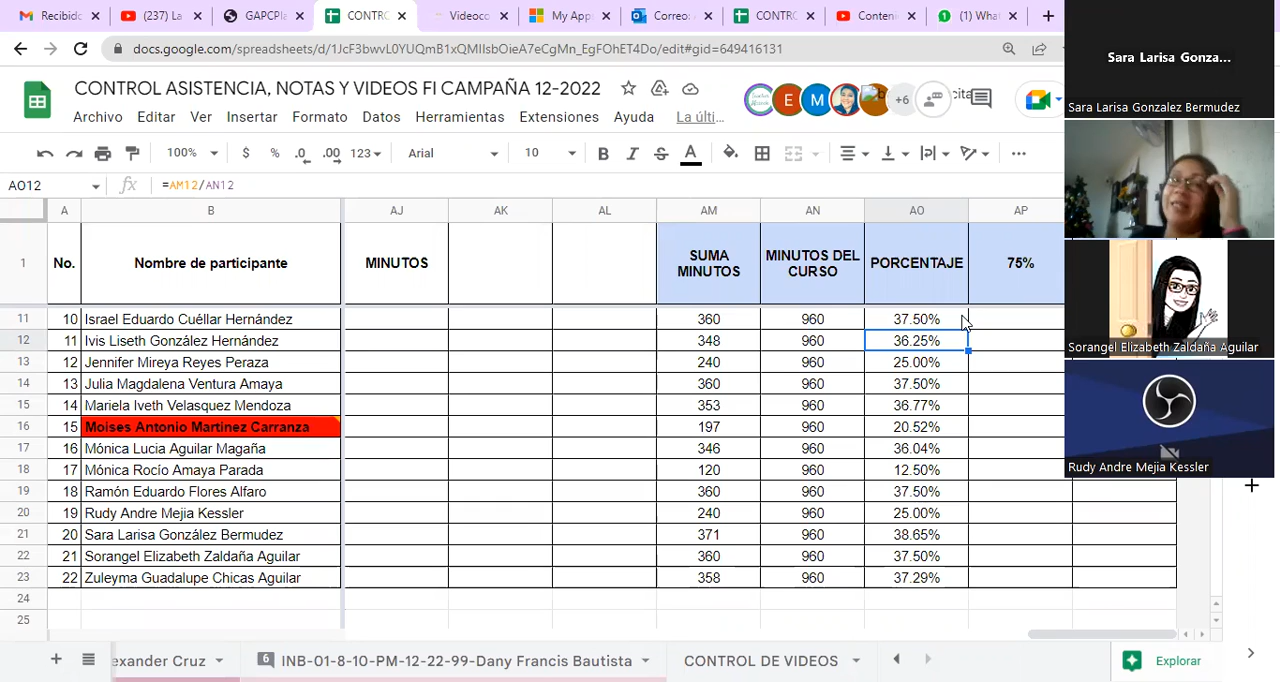 Recibido
(237) La
GAPCPla
CONTRO
Videoco
My App
Correo:
CONTRO
Conten
(1) What
docs.google.com/spreadsheets/d/1JcF3bwvL0YUQmB1xQMIIsbOieA7eCgMn_EgFOhET4Do/edit#gid=649416131
Sara Larisa Gonza...
Sara Larisa Gonzalez Bermudez
CONTROL ASISTENCIA, NOTAS Y VIDEOS FI CAMPAÑA 12-2022
E M +6
Archivo Editar Ver Insertar Formato Datos Herramientas Extensiones Ayuda La últi...
100% $ % .0 .00 123 Arial 10 B I S A ...
AO12 fx =AM12/AN12
A B AJ AK AL AM AN AO AP
1 No. Nombre de participante MINUTOS SUMA MINUTOS MINUTOS DEL CURSO PORCENTAJE 75%
11 10 Israel Eduardo Cuéllar Hernández 360 960 37.50%
12 11 Ivis Liseth González Hernández 348 960 36.25%
13 12 Jennifer Mireya Reyes Peraza 240 960 25.00%
14 13 Julia Magdalena Ventura Amaya 360 960 37.50%
15 14 Mariela Iveth Velasquez Mendoza 353 960 36.77%
16 15 Moises Antonio Martinez Carranza 197 960 20.52%
17 16 Mónica Lucia Aguilar Magaña 346 960 36.04%
18 17 Mónica Rocío Amaya Parada 120 960 12.50%
19 18 Ramón Eduardo Flores Alfaro 360 960 37.50%
20 19 Rudy Andre Mejia Kessler 240 960 25.00%
21 20 Sara Larisa González Bermudez 371 960 38.65%
22 21 Sorangel Elizabeth Zaldaña Aguilar 360 960 37.50%
23 22 Zuleyma Guadalupe Chicas Aguilar 358 960 37.29%
24
25
Sorangel Elizabeth Zaldaña Aguilar
Rudy Andre Mejia Kessler
exander Cruz 6 INB-01-8-10-PM-12-22-99-Dany Francis Bautista CONTROL DE VIDEOS Explorar